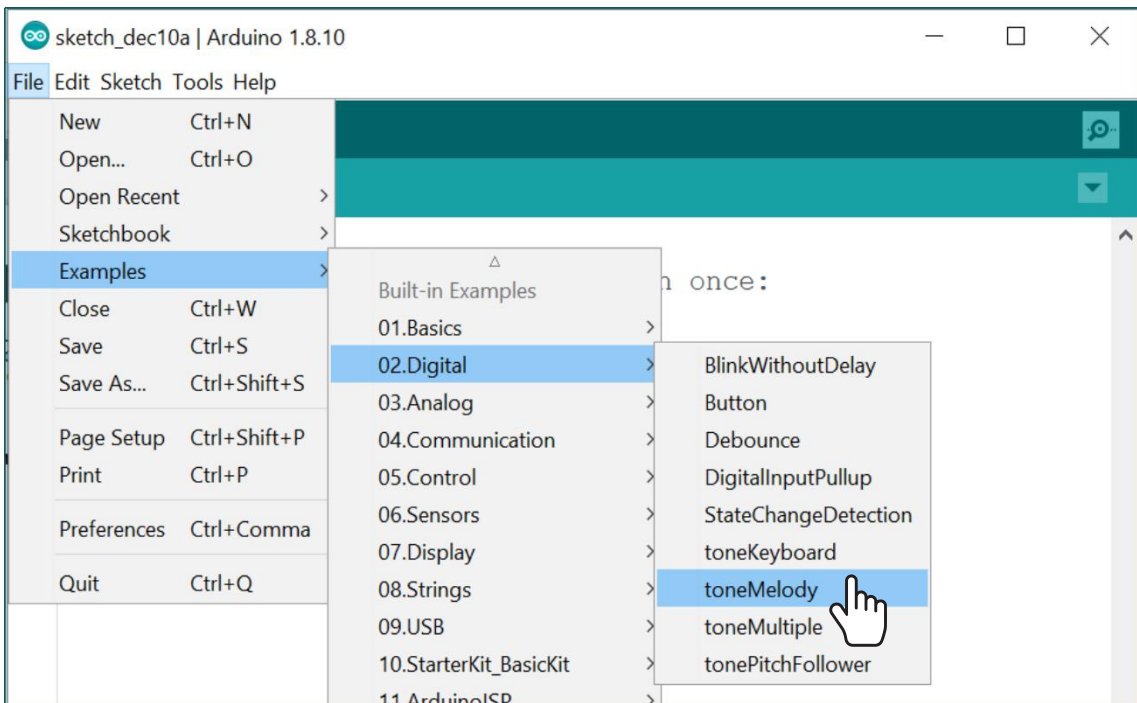 sketch_dec10a | Arduino 1.8.10
File Edit Sketch Tools Help
New Ctrl+N
Open... Ctrl+O
Open Recent
Sketchbook
Examples
Close Ctrl+W
Save Ctrl+S
Save As... Ctrl+Shift+S
Page Setup Ctrl+Shift+P
Print Ctrl+P
Preferences Ctrl+Comma
Quit Ctrl+Q
Built-in Examples
01.Basics
02.Digital
03.Analog
04.Communication
05.Control
06.Sensors
07.Display
08.Strings
09.USB
10.StarterKit_BasicKit
11.ArduinoISP
BlinkWithoutDelay
Button
Debounce
DigitalInputPullup
StateChangeDetection
toneKeyboard
toneMelody
toneMultiple
tonePitchFollower
once: